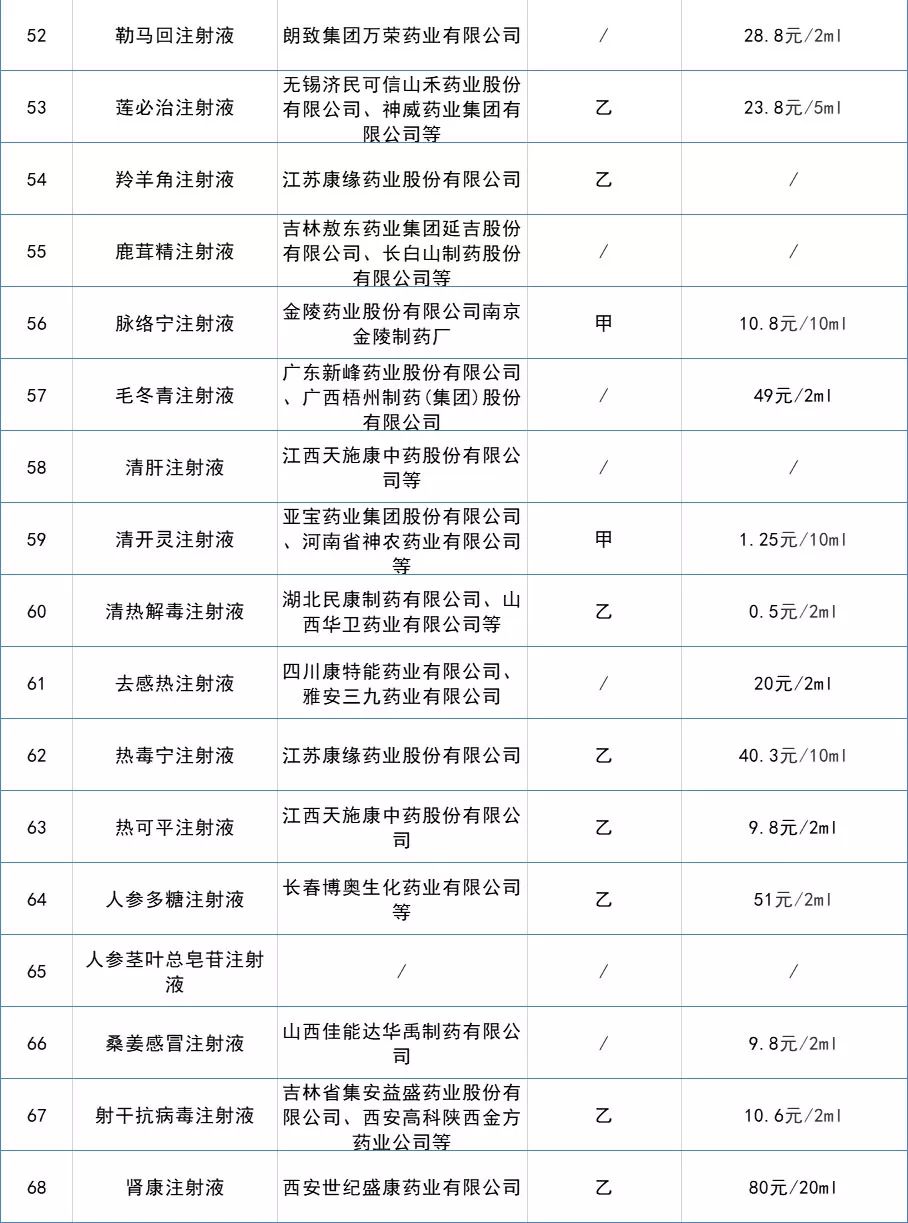 52 勒马回注射液 朗致集团万荣药业有限公司 / 28.8元/2ml
53 莲必治注射液 无锡济民可信山禾药业股份
有限公司、神威药业集团有
限公司等 乙 23.8元/5ml
54 羚羊角注射液 江苏康缘药业股份有限公司 乙 /
55 鹿茸精注射液 吉林敖东药业集团延吉股份
有限公司、长白山制药股份
有限公司等 / /
56 脉络宁注射液 金陵药业股份有限公司南京
金陵制药厂 甲 10.8元/10ml
57 毛冬青注射液 广东新峰药业股份有限公司
、广西梧州制药(集团)股份
有限公司 / 49元/2ml
58 清肝注射液 江西天施康中药股份有限公
司等 / /
59 清开灵注射液 亚宝药业集团股份有限公司
、河南省神农药业有限公司
等 甲 1.25元/10ml
60 清热解毒注射液 湖北民康制药有限公司、山
西华卫药业有限公司等 乙 0.5元/2ml
61 去感热注射液 四川康特能药业有限公司、
雅安三九药业有限公司 / 20元/2ml
62 热毒宁注射液 江苏康缘药业股份有限公司 乙 40.3元/10ml
63 热可平注射液 江西天施康中药股份有限公
司 乙 9.8元/2ml
64 人参多糖注射液 长春博奥生化药业有限公司
等 乙 51元/2ml
65 人参茎叶总皂苷注射
液 / / /
66 桑姜感冒注射液 山西佳能达华禹制药有限公
司 / 9.8元/2ml
67 射干抗病毒注射液 吉林省集安益盛药业股份有
限公司、西安高科陕西金方
药业公司等 乙 10.6元/2ml
68 肾康注射液 西安世纪盛康药业有限公司 乙 80元/20ml